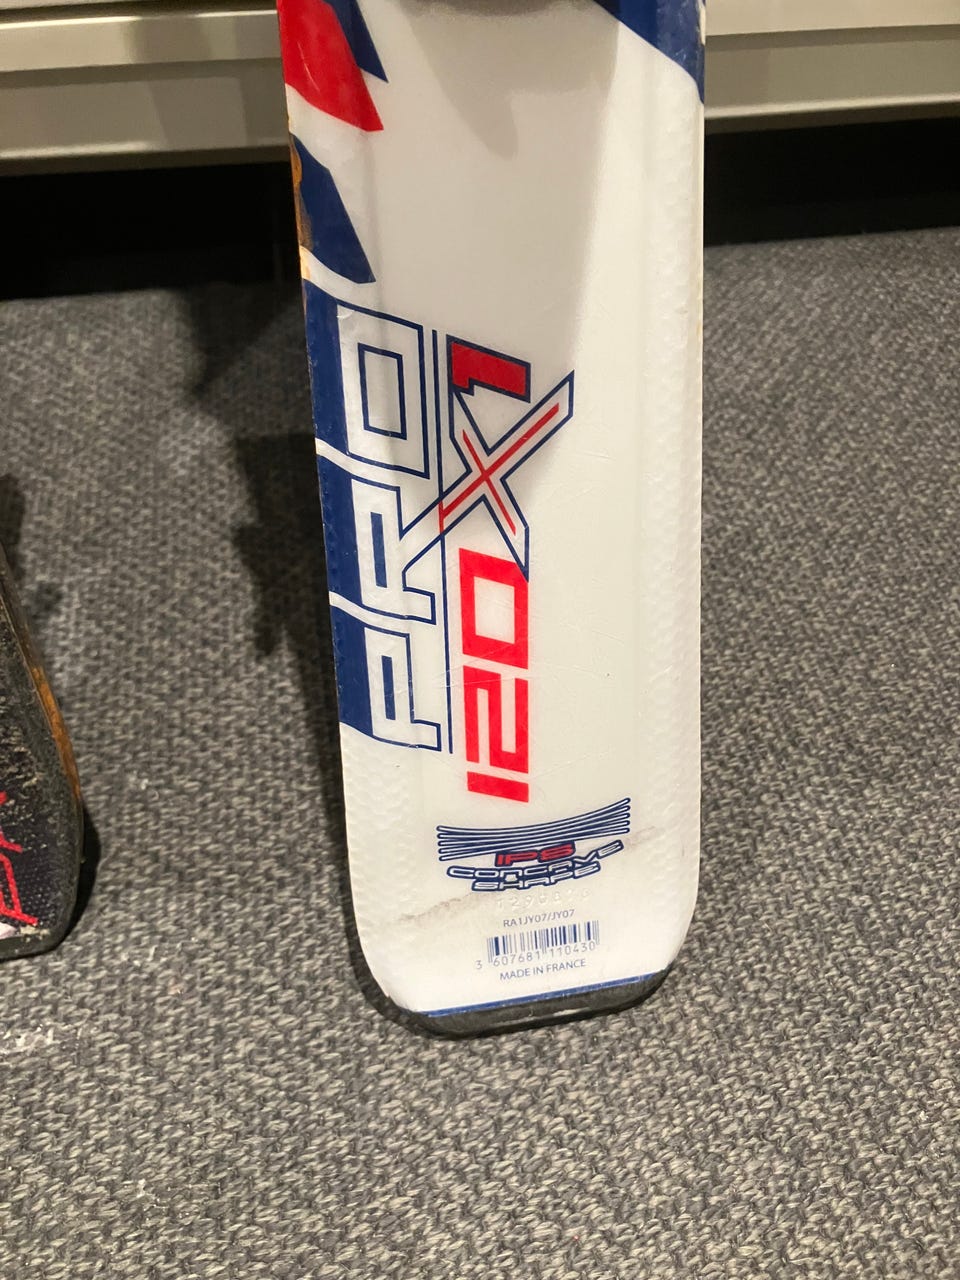 PRO
X1
120
IPS
CONCAVE
SHAPE
RA1JY07/JY07
3 607681 110430
MADE IN FRANCE